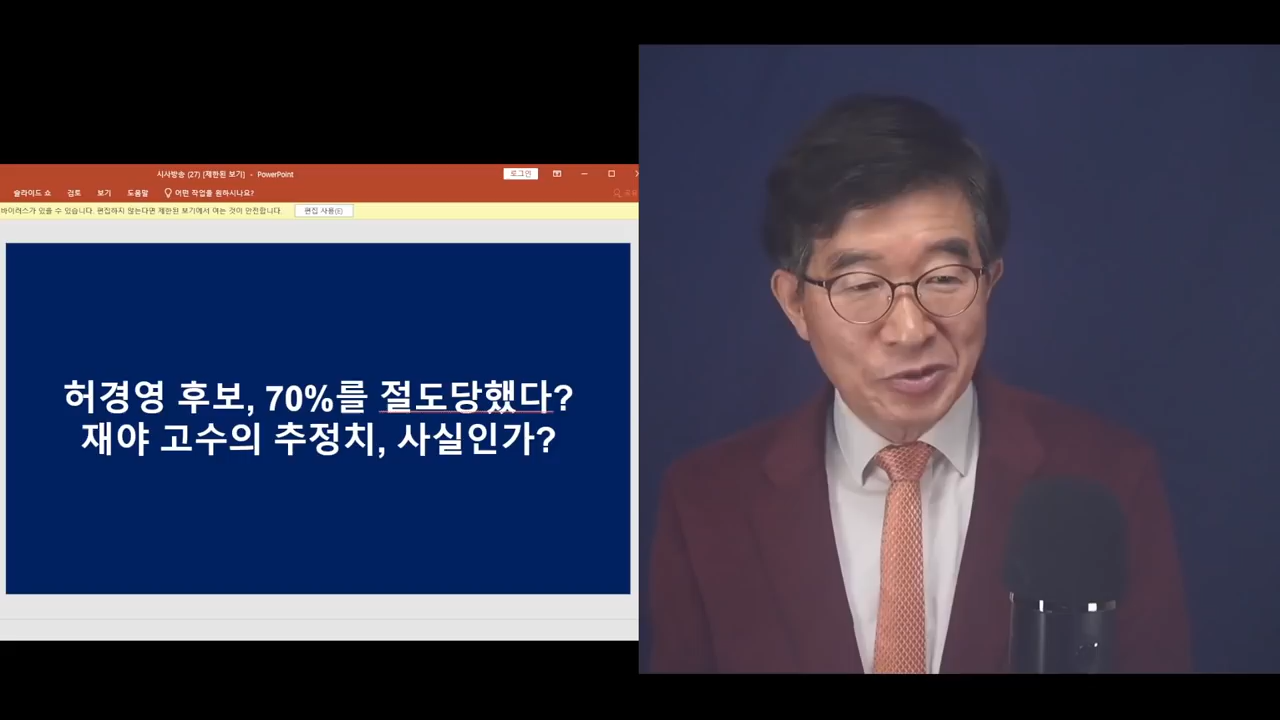 시사방송 (27) [제한된 보기] - PowerPoint
로그인
슬라이드 쇼 검토 보기 도움말 어떤 작업을 원하시나요?
바이러스가 있을 수 있습니다. 편집하지 않는다면 제한된 보기에서 여는 것이 안전합니다. 편집 사용(E)
허경영 후보, 70%를 절도당했다?
재야 고수의 추정치, 사실인가?